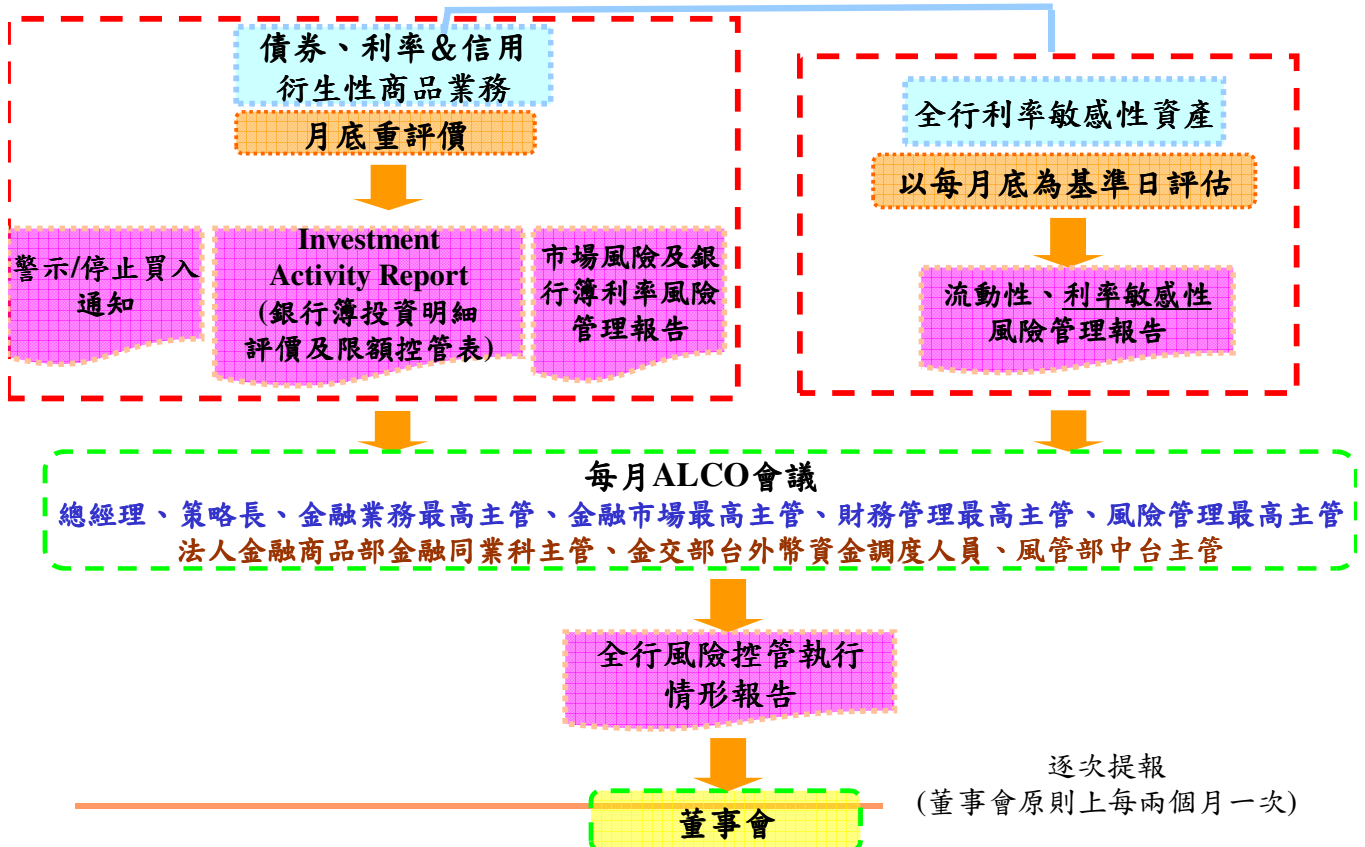 債券、利率&信用
衍生性商品業務
月底重評價
警示/停止買入
通知
Investment
Activity Report
(銀行簿投資明細
評價及限額控管表)
市場風險及銀
行簿利率風險
管理報告
全行利率敏感性資產
以每月底為基準日評估
流動性、利率敏感性
風險管理報告
每月ALCO會議
總經理、策略長、金融業務最高主管、金融市場最高主管、財務管理最高主管、風險管理最高主管
法人金融商品部金融同業科主管、金交部台外幣資金調度人員、風管部中台主管
全行風險控管執行
情形報告
逐次提報
(董事會原則上每兩個月一次)
董事會